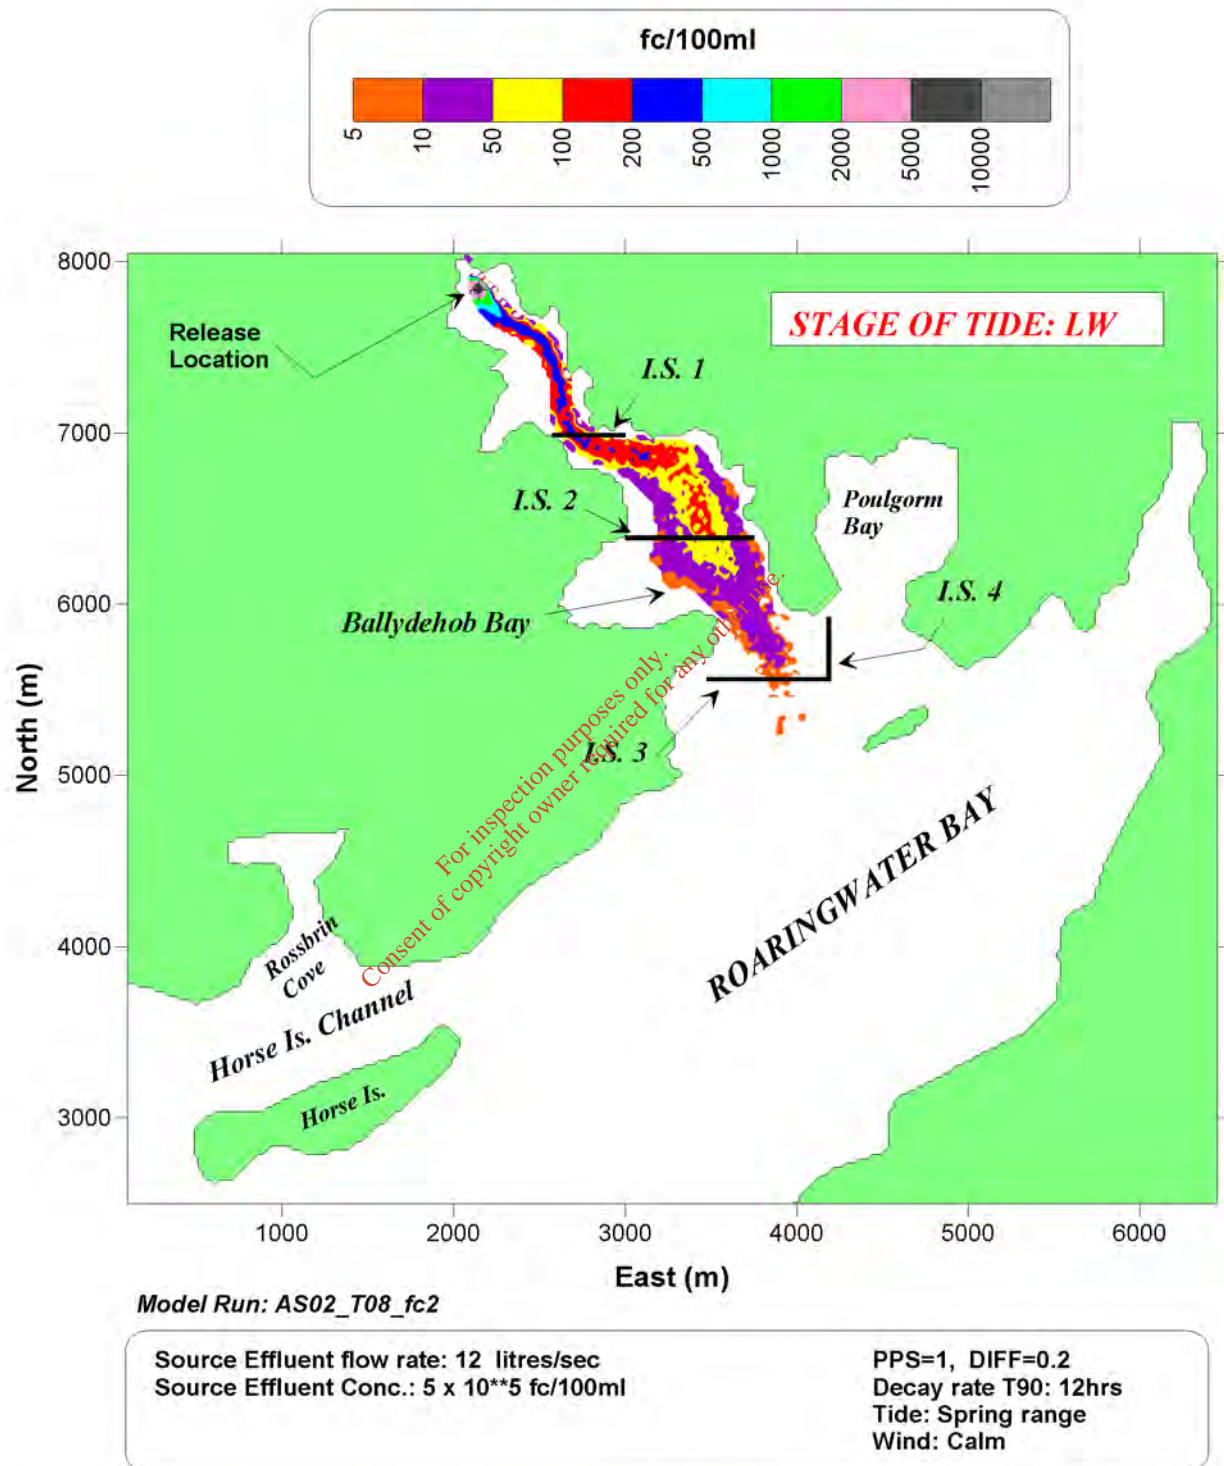 fc/100ml
5 10 50 100 200 500 1000 2000 5000 10000
STAGE OF TIDE: LW
Release
Location
I.S. 1
I.S. 2
Poulgorm
Bay
I.S. 4
Ballydehob Bay
I.S. 3
ROARINGWATER BAY
Rossbrin
Cove
Horse Is. Channel
Horse Is.
For inspection purposes only.
Consent of copyright owner required for any other use.
North (m)
8000
7000
6000
5000
4000
3000
1000 2000 3000 4000 5000 6000
East (m)
Model Run: AS02_T08_fc2
Source Effluent flow rate: 12 litres/sec
Source Effluent Conc.: 5 x 10**5 fc/100ml
PPS=1, DIFF=0.2
Decay rate T90: 12hrs
Tide: Spring range
Wind: Calm